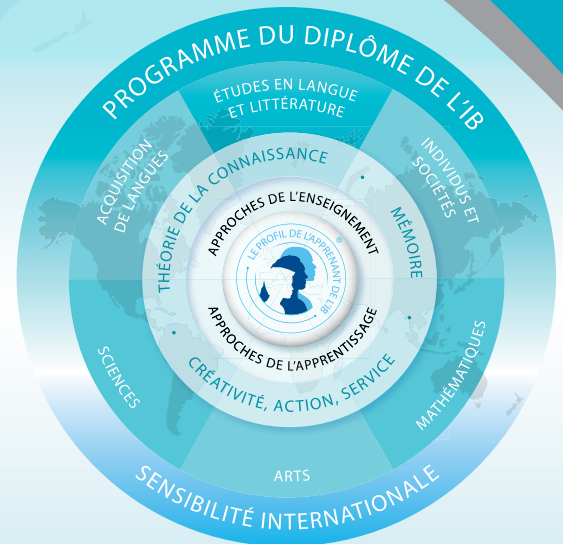 PROGRAMME DU DIPLÔME DE L'IB
ÉTUDES EN LANGUE
ET LITTÉRATURE
ACQUISITION
DE LANGUES
INDIVIDUS ET
SOCIÉTÉS
THÉORIE DE LA CONNAISSANCE
MÉMOIRE
APPROCHES DE L'ENSEIGNEMENT
LE PROFIL DE L'APPRENANT DE L'IB
®
APPROCHES DE L'APPRENTISSAGE
CRÉATIVITÉ, ACTION, SERVICE
SCIENCES
MATHÉMATIQUES
ARTS
SENSIBILITÉ INTERNATIONALE